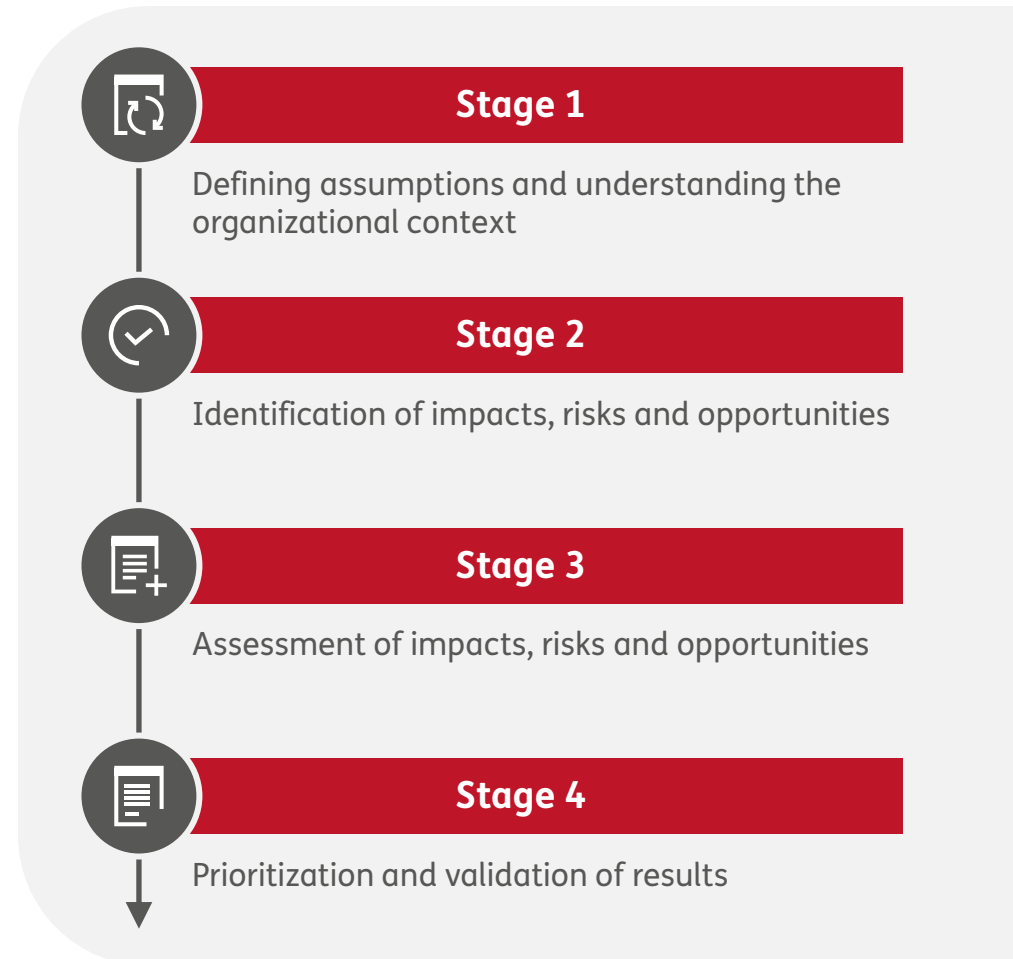 Stage 1
Defining assumptions and understanding the
organizational context
Stage 2
Identification of impacts, risks and opportunities
Stage 3
Assessment of impacts, risks and opportunities
Stage 4
Prioritization and validation of results